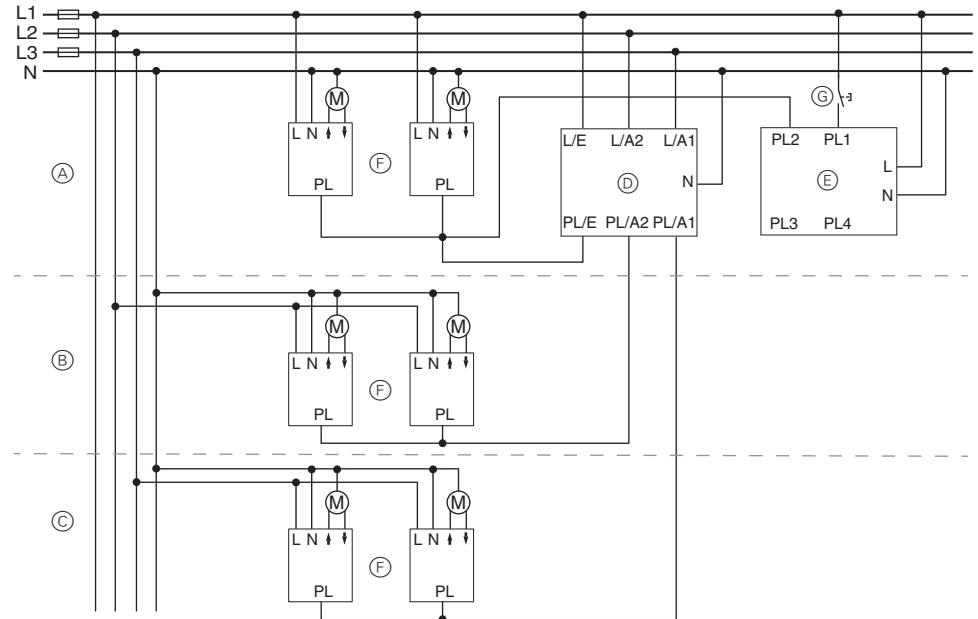 L1
L2
L3
N
M M
G
L N L N
L/E L/A2 L/A1
PL2 PL1
A
F
D
N
E
L
N
PL PL
PL/E PL/A2 PL/A1
PL3 PL4
M M
B
L N L N
F
PL PL
M M
C
L N L N
F
PL PL